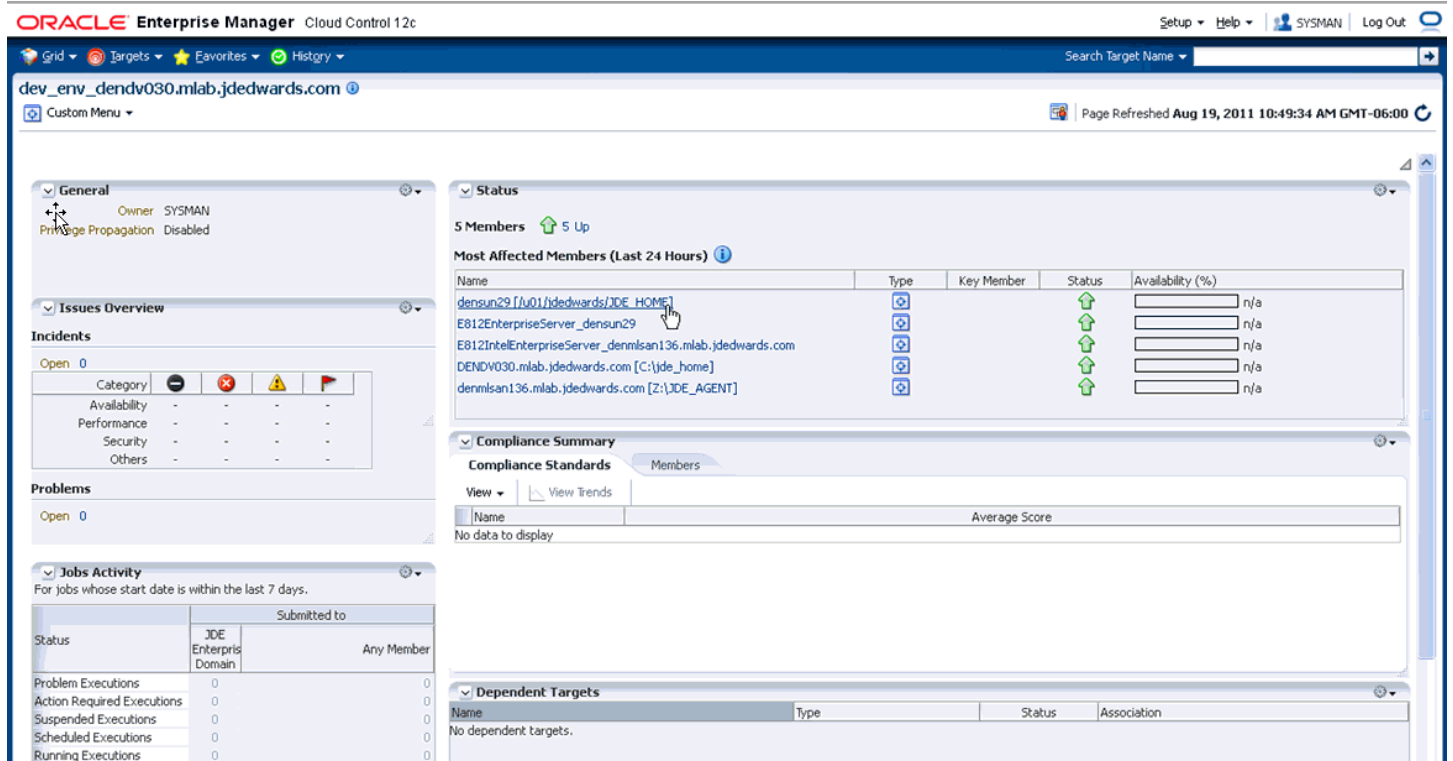 ORACLE Enterprise Manager Cloud Control 12c
Setup Help SYSMAN Log Out
Grid Targets Favorites History
Search Target Name
dev_env_dendv030.mlab.jdedwards.com
Custom Menu
Page Refreshed Aug 19, 2011 10:49:34 AM GMT-06:00
General
Owner SYSMAN
Privilege Propagation Disabled
Issues Overview
Incidents
Open 0
Category
Availability - - - -
Performance - - - -
Security - - - -
Others - - - -
Problems
Open 0
Jobs Activity
For jobs whose start date is within the last 7 days.
Submitted to
Status
JDE
Enterpris
Domain
Any Member
Problem Executions 0 0
Action Required Executions 0 0
Suspended Executions 0 0
Scheduled Executions 0 0
Running Executions 0 0
Status
5 Members 5 Up
Most Affected Members (Last 24 Hours)
Name Type Key Member Status Availability (%)
densun29 [/u01/jdedwards/JDE_HOME] n/a
E812EnterpriseServer_densun29 n/a
E812IntelEnterpriseServer_denmlsan136.mlab.jdedwards.com n/a
DENDV030.mlab.jdedwards.com [C:\jde_home] n/a
denmlsan136.mlab.jdedwards.com [Z:\JDE_AGENT] n/a
Compliance Summary
Compliance Standards Members
View View Trends
Name Average Score
No data to display
Dependent Targets
Name Type Status Association
No dependent targets.